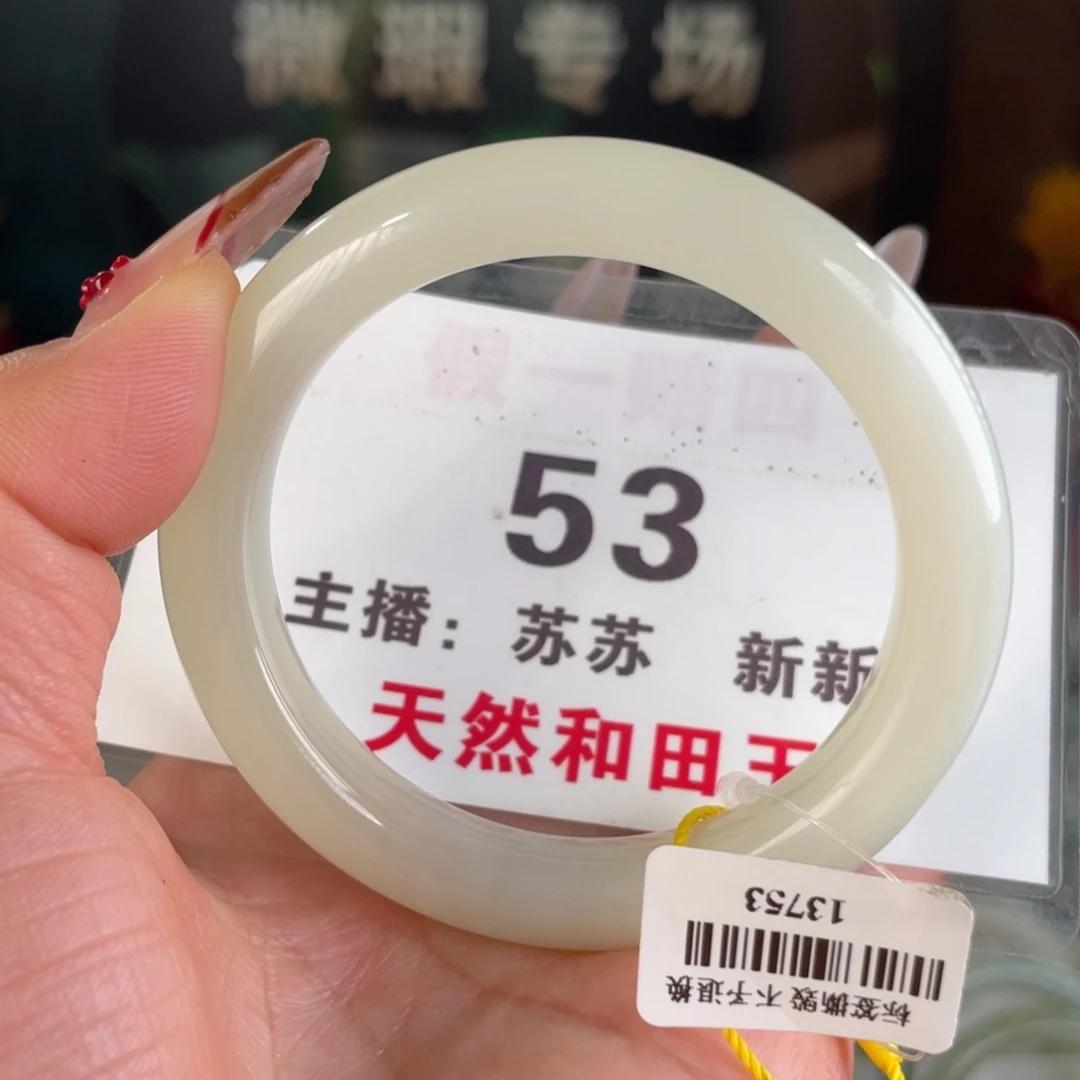 微瑕专场
假一赔四
53
主播：苏苏 新新
天然和田玉
13753
标签撕毁 不予退换